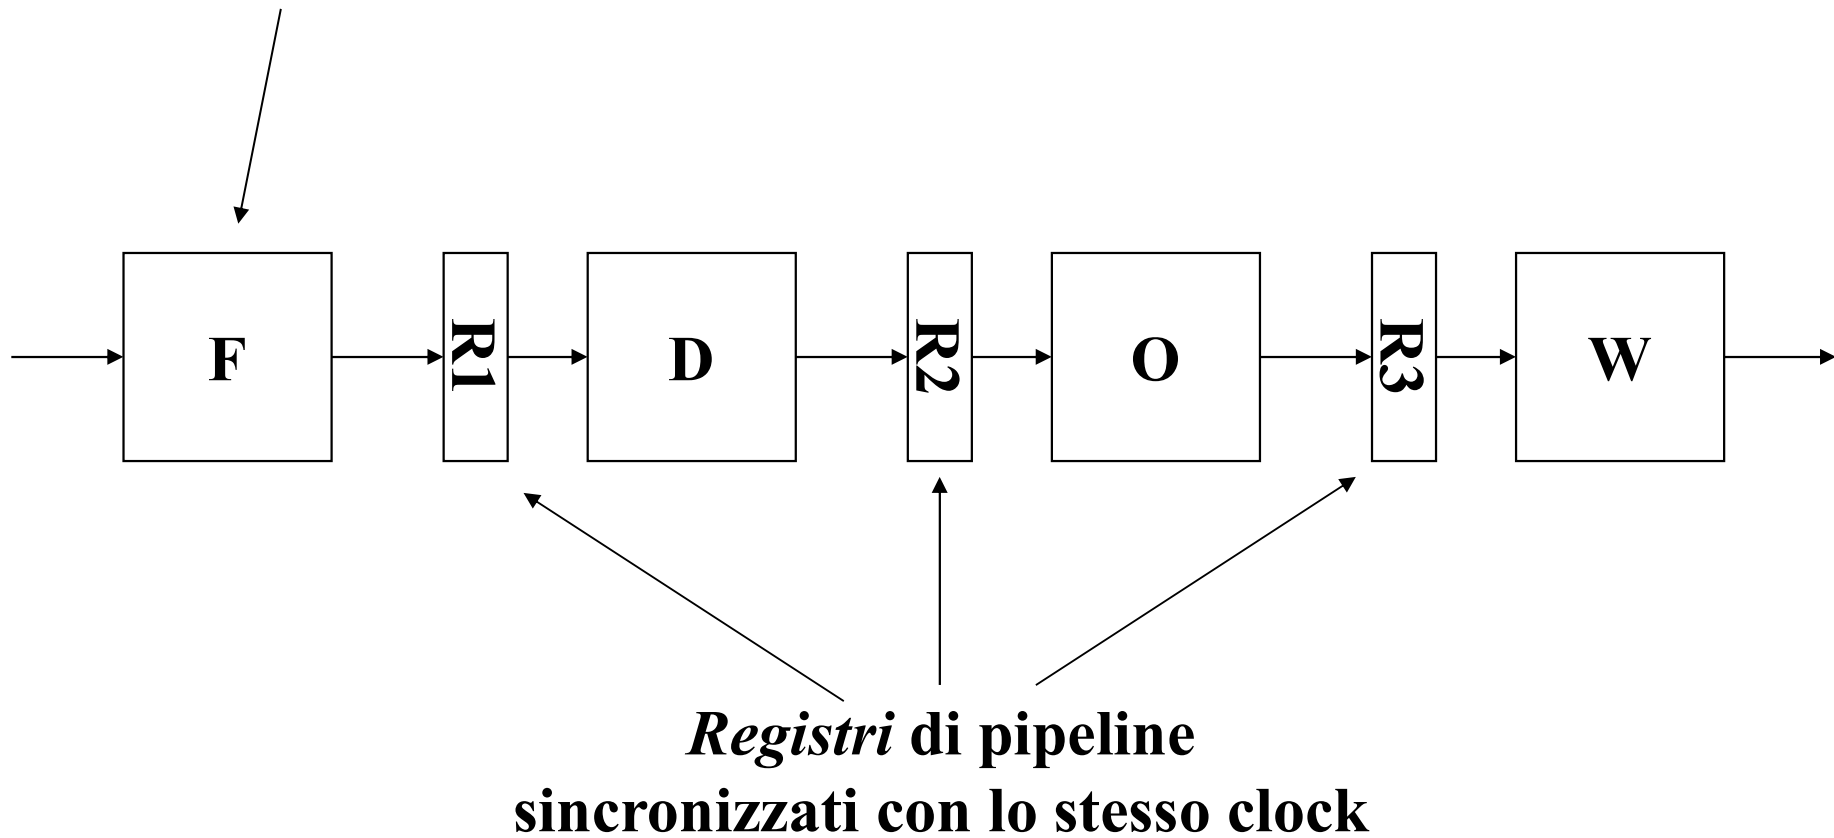 F
R1
D
R2
O
R3
W
Registri di pipeline
sincronizzati con lo stesso clock